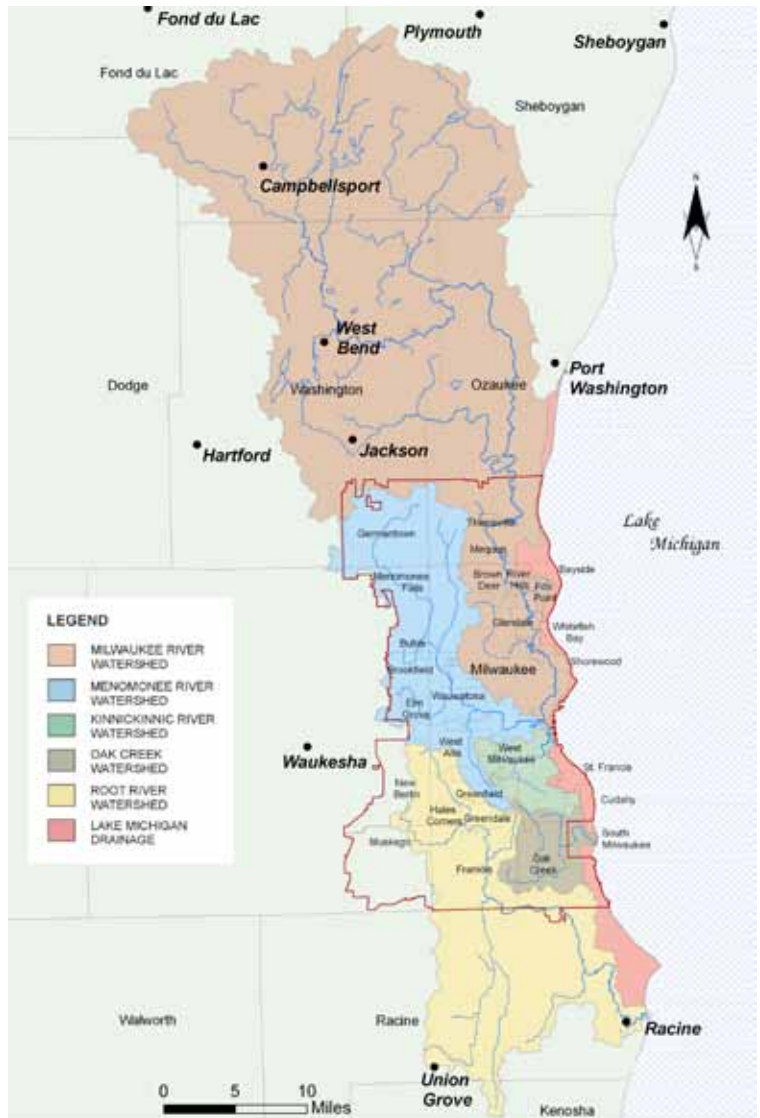 Fond du Lac
Plymouth
Sheboygan
Fond du Lac
Sheboygan
N
Campbellsport
S
West
Bend
Port
Washington
Dodge
Washington
Ozaukee
Hartford
Jackson
Lake
Michigan
Germantown
Thiensville
Mequon
Bayside
Menomonee
Falls
Brown
Deer
River
Hills
Fox
Point
Glendale
Whitefish
Bay
Butler
Shorewood
Brookfield
Milwaukee
Elm
Grove
Wauwatosa
LEGEND
MILWAUKEE RIVER
WATERSHED
MENOMONEE RIVER
WATERSHED
KINNICKINNIC RIVER
WATERSHED
OAK CREEK
WATERSHED
ROOT RIVER
WATERSHED
LAKE MICHIGAN
DRAINAGE
Waukesha
West
Allis
West
Milwaukee
St. Francis
New
Berlin
Greenfield
Cudahy
Hales
Corners
Greendale
Muskego
South
Milwaukee
Franklin
Oak
Creek
Walworth
Racine
Racine
Union
Grove
0 5 10
Miles
Kenosha